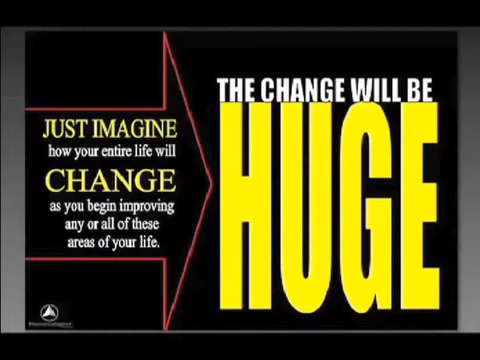 JUST IMAGINE
how your entire life will
CHANGE
as you begin improving
any or all of these
areas of your life.
THE CHANGE WILL BE
HUGE